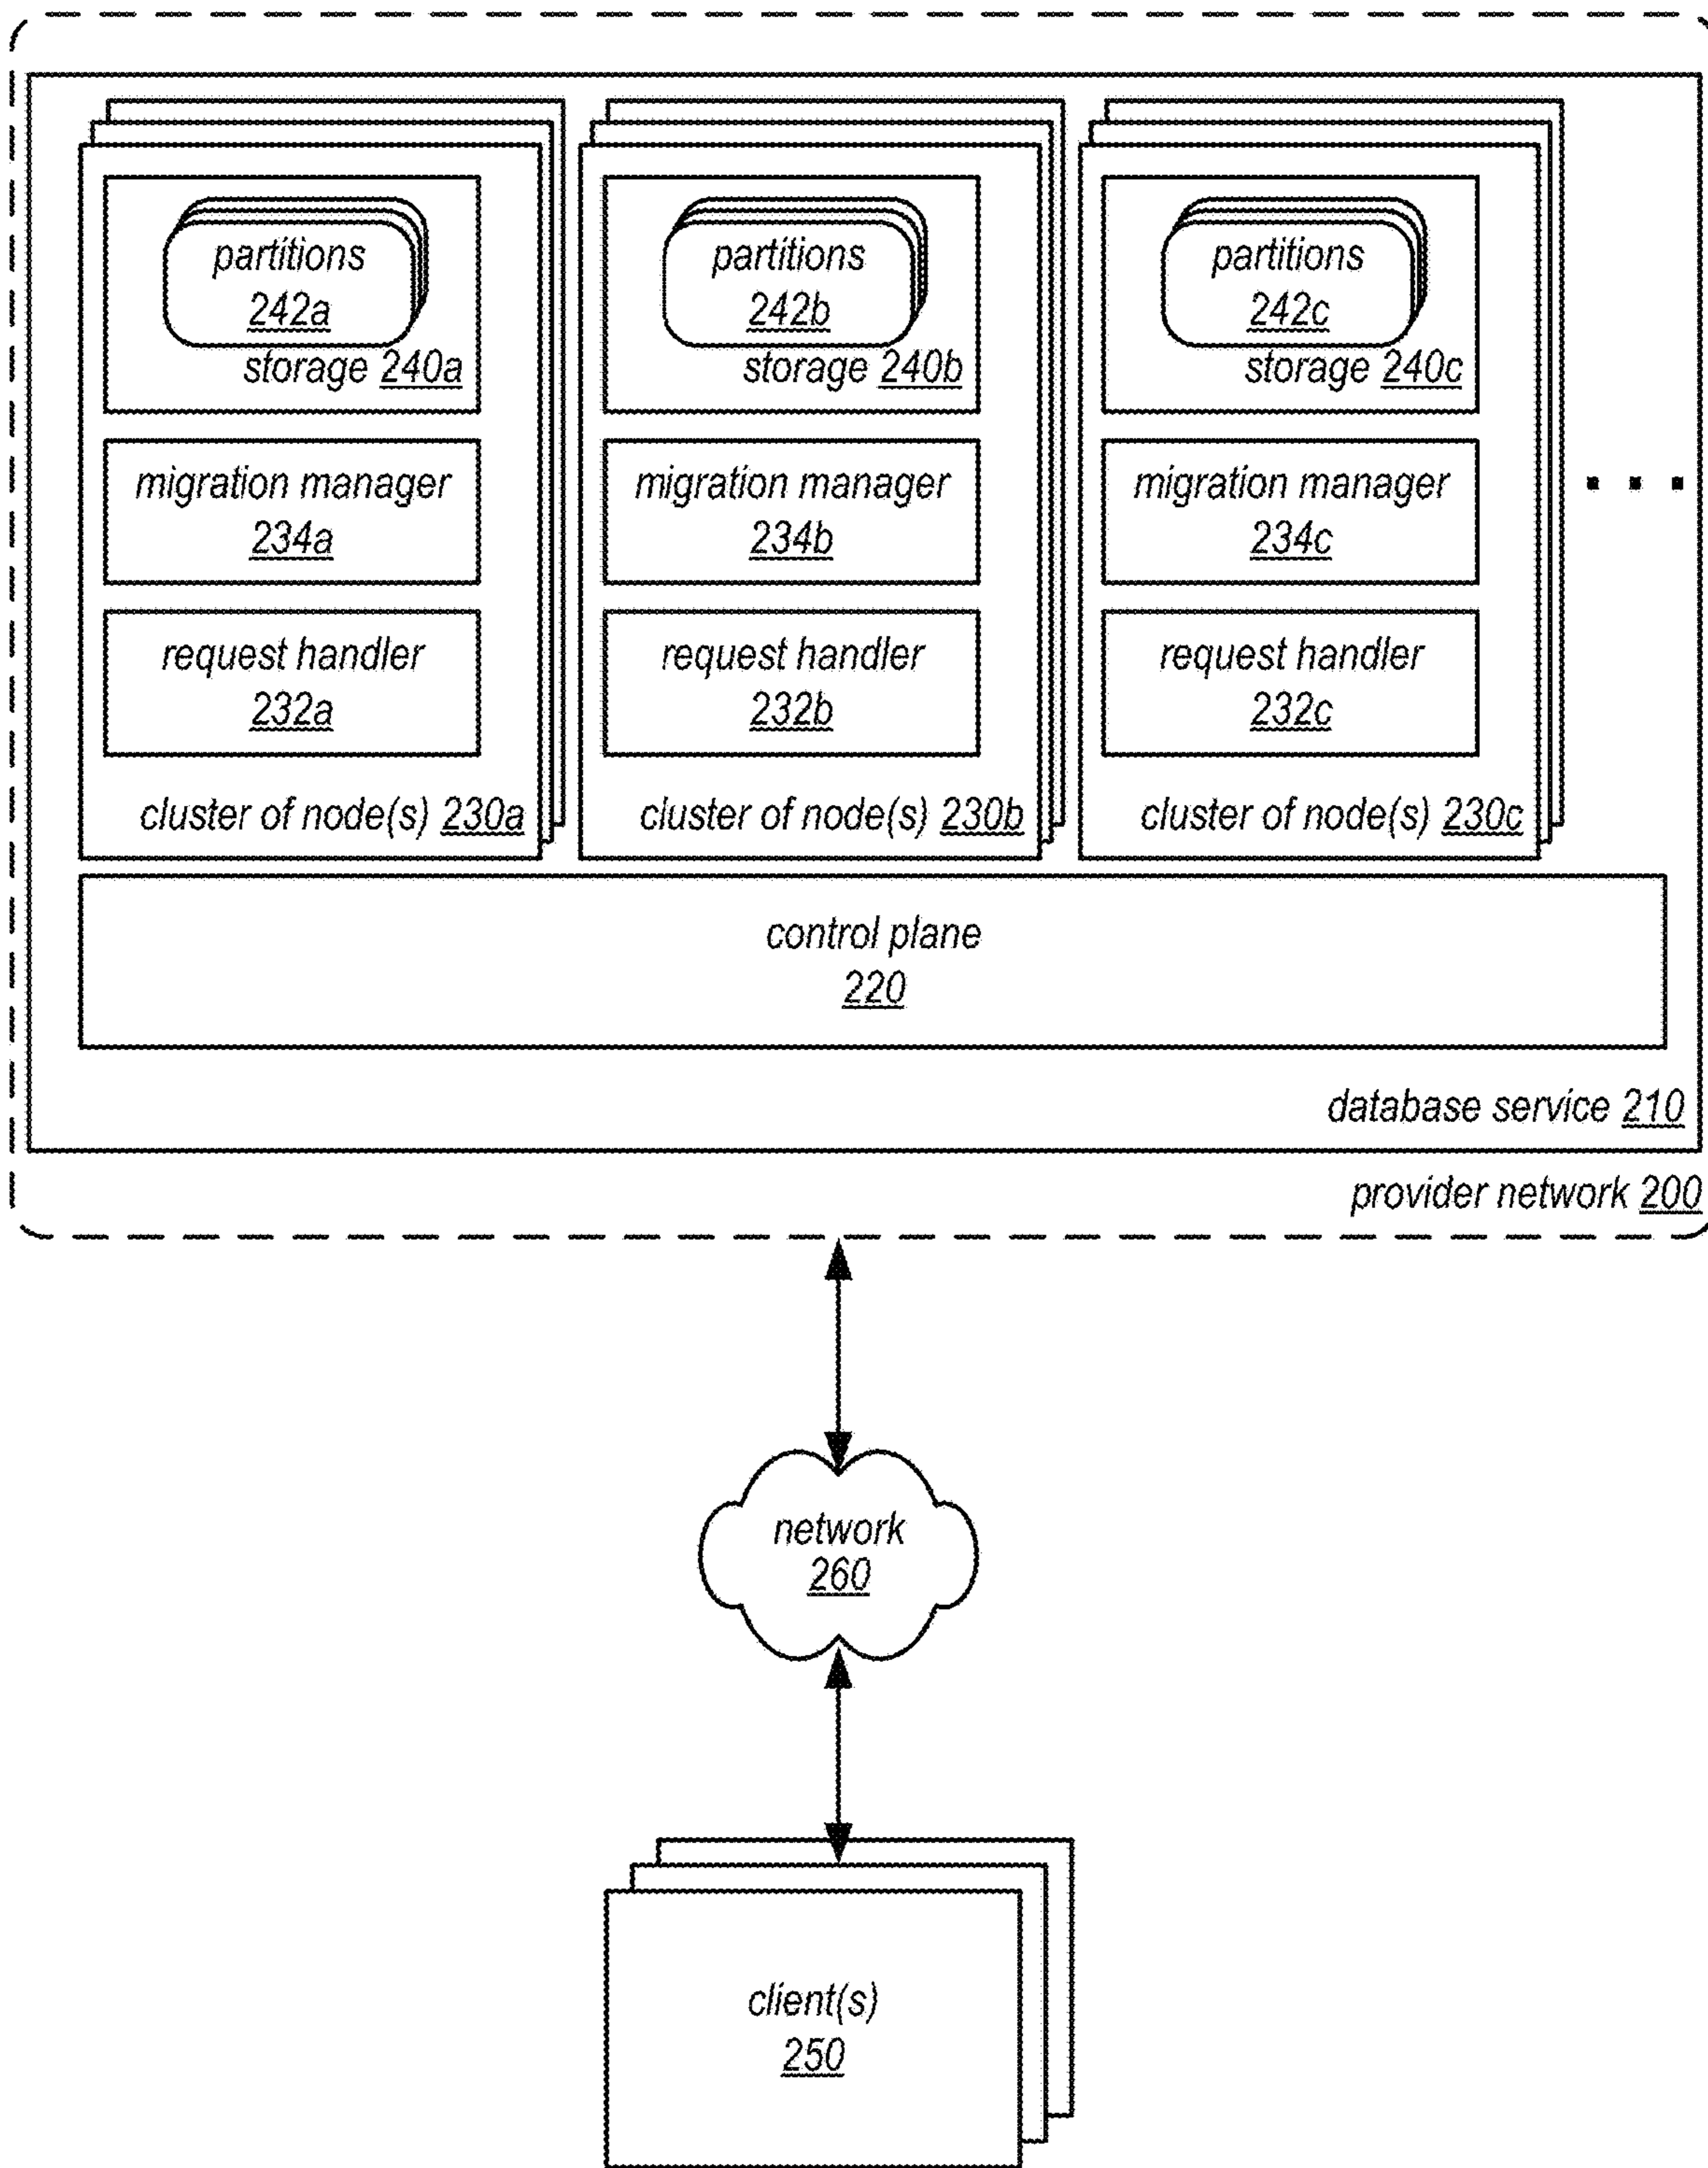 partitions
242a
storage 240a
migration manager
234a
request handler
232a
cluster of node(s) 230a
partitions
242b
storage 240b
migration manager
234b
request handler
232b
cluster of node(s) 230b
partitions
242c
storage 240c
migration manager
234c
request handler
232c
cluster of node(s) 230c
. . .
control plane
220
database service 210
provider network 200
network
260
client(s)
250